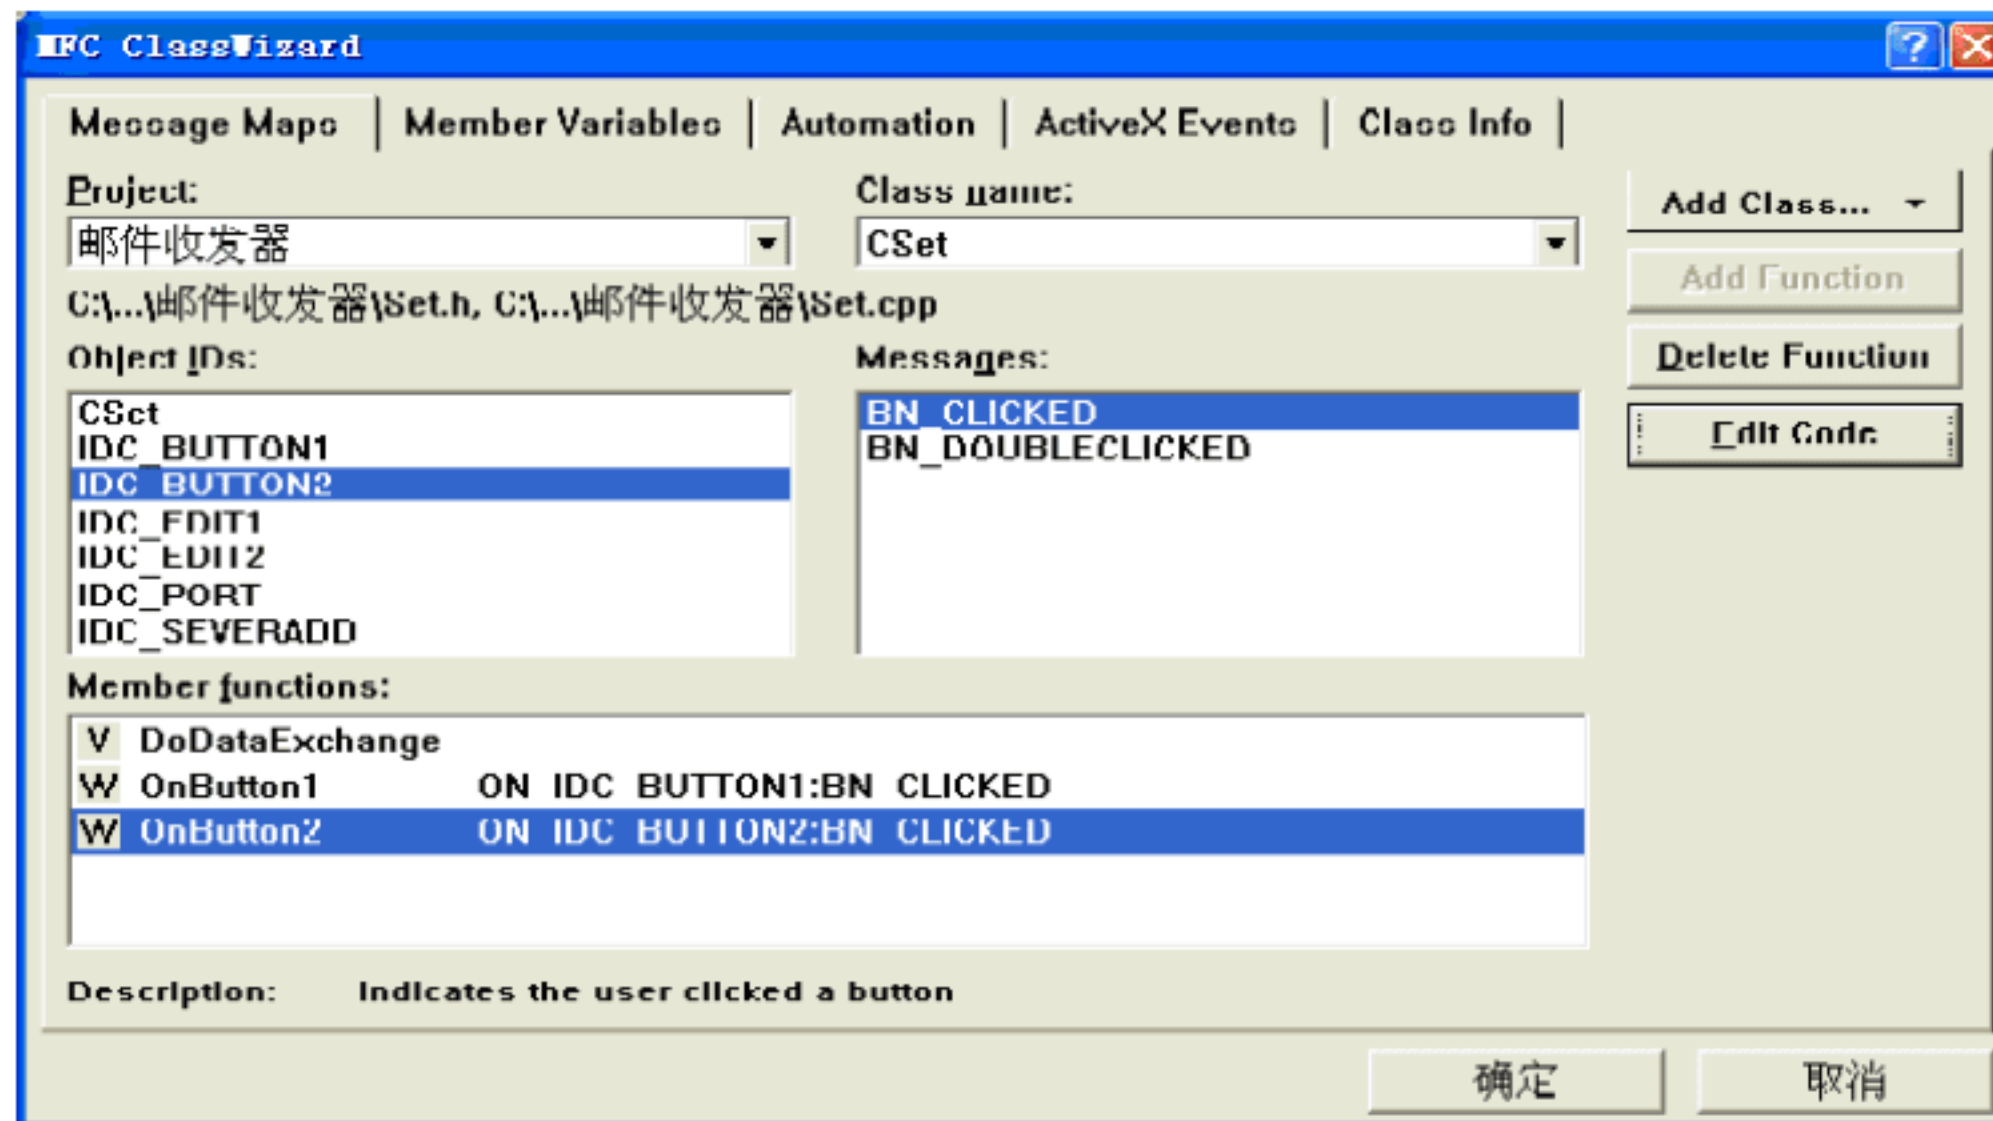 MFC ClassWizard
Message Maps Member Variables Automation ActiveX Events Class Info
Project: Class name:
邮件收发器 CSet
Add Class...
Add Function
C:\...\邮件收发器\Set.h, C:\...\邮件收发器\Set.cpp
Object IDs: Messages:
Delete Function
CSet BN_CLICKED
IDC_BUTTON1 BN_DOUBLECLICKED
Edit Code
IDC_BUTTON2
IDC_EDIT1
IDC_EDIT2
IDC_PORT
IDC_SEVERADD
Member functions:
V DoDataExchange
W OnButton1 ON_IDC_BUTTON1:BN_CLICKED
W OnButton2 ON_IDC_BUTTON2:BN_CLICKED
Description: Indicates the user clicked a button
确定 取消